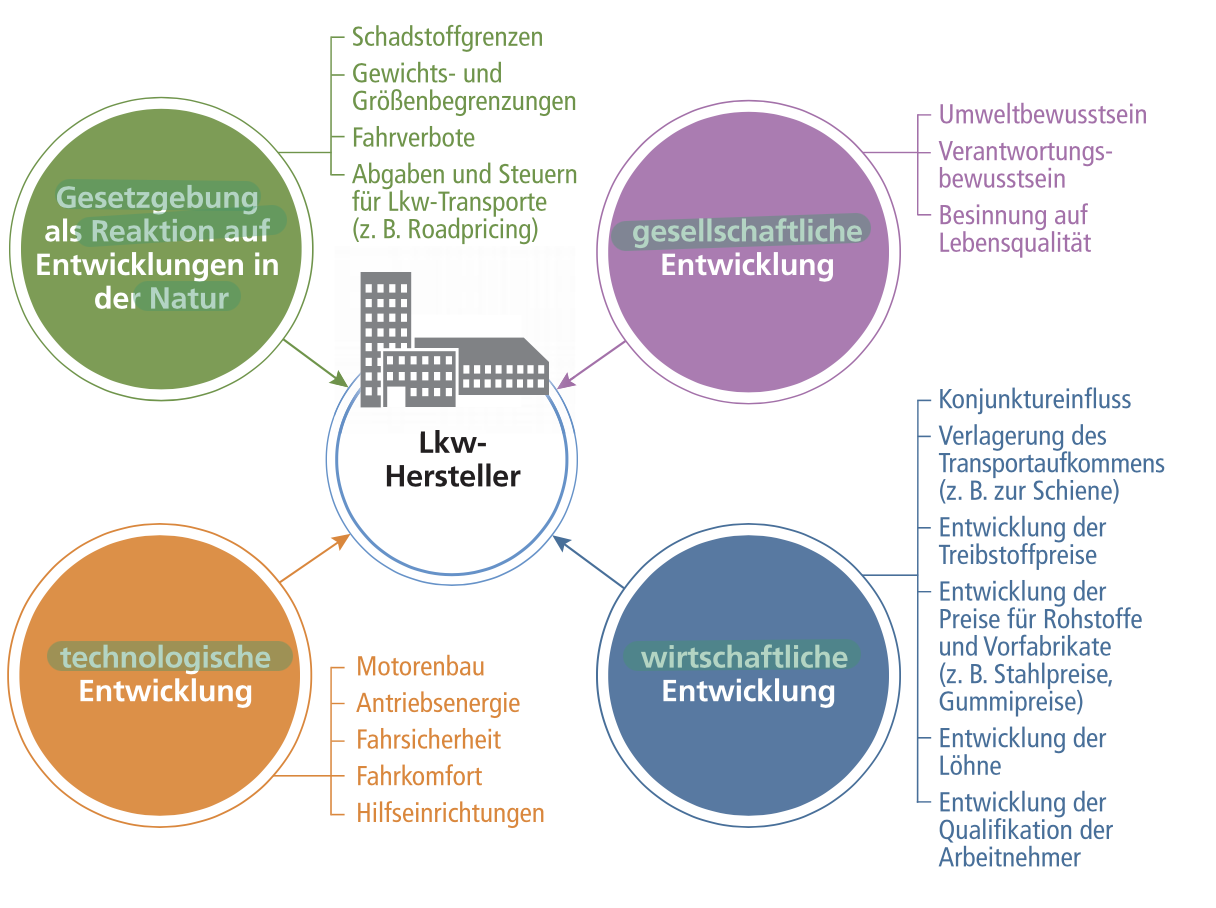 Schadstoffgrenzen
Gewichts- und
Größenbegrenzungen
Fahrverbote
Abgaben und Steuern
für Lkw-Transporte
(z. B. Roadpricing)
Gesetzgebung
als Reaktion auf
Entwicklungen in
der Natur
gesellschaftliche
Entwicklung
Umweltbewusstsein
Verantwortungs-
bewusstsein
Besinnung auf
Lebensqualität
Lkw-
Hersteller
technologische
Entwicklung
Motorenbau
Antriebsenergie
Fahrsicherheit
Fahrkomfort
Hilfseinrichtungen
wirtschaftliche
Entwicklung
Konjunktureinfluss
Verlagerung des
Transportaufkommens
(z. B. zur Schiene)
Entwicklung der
Treibstoffpreise
Entwicklung der
Preise für Rohstoffe
und Vorfabrikate
(z. B. Stahlpreise,
Gummipreise)
Entwicklung der
Löhne
Entwicklung der
Qualifikation der
Arbeitnehmer